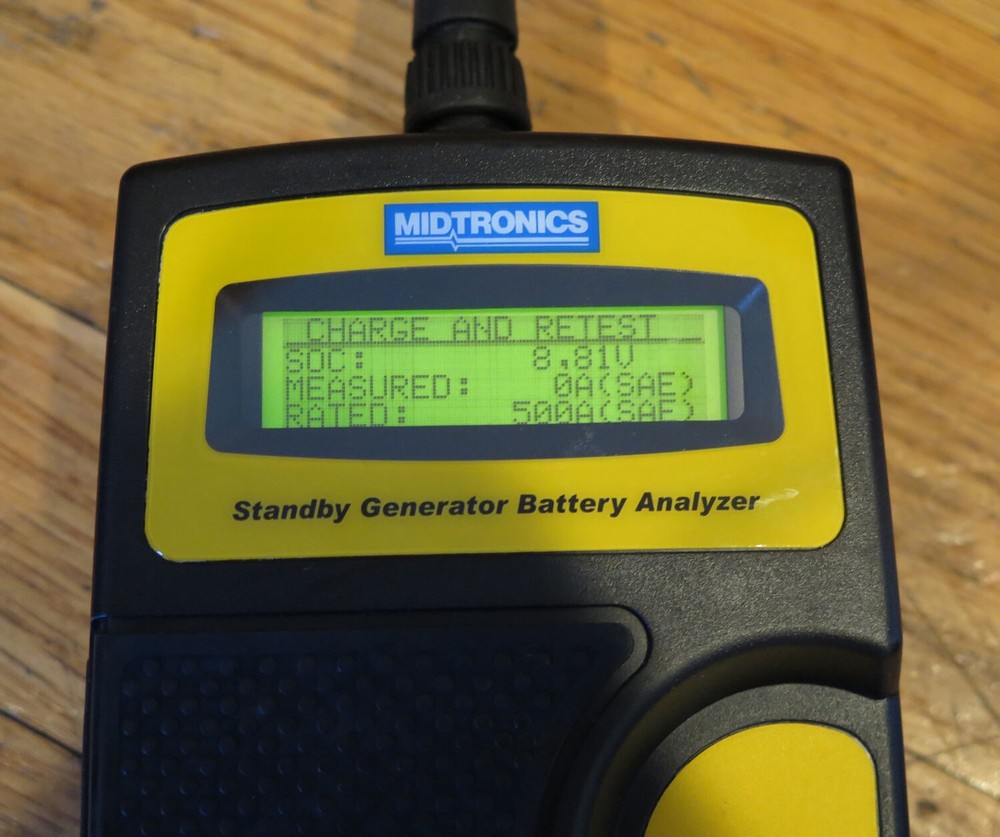 MIDTRONICS
CHARGE AND RETEST
SOC: 8.81V
MEASURED: 0A(SAE)
RATED: 500A(SAE)
Standby Generator Battery Analyzer